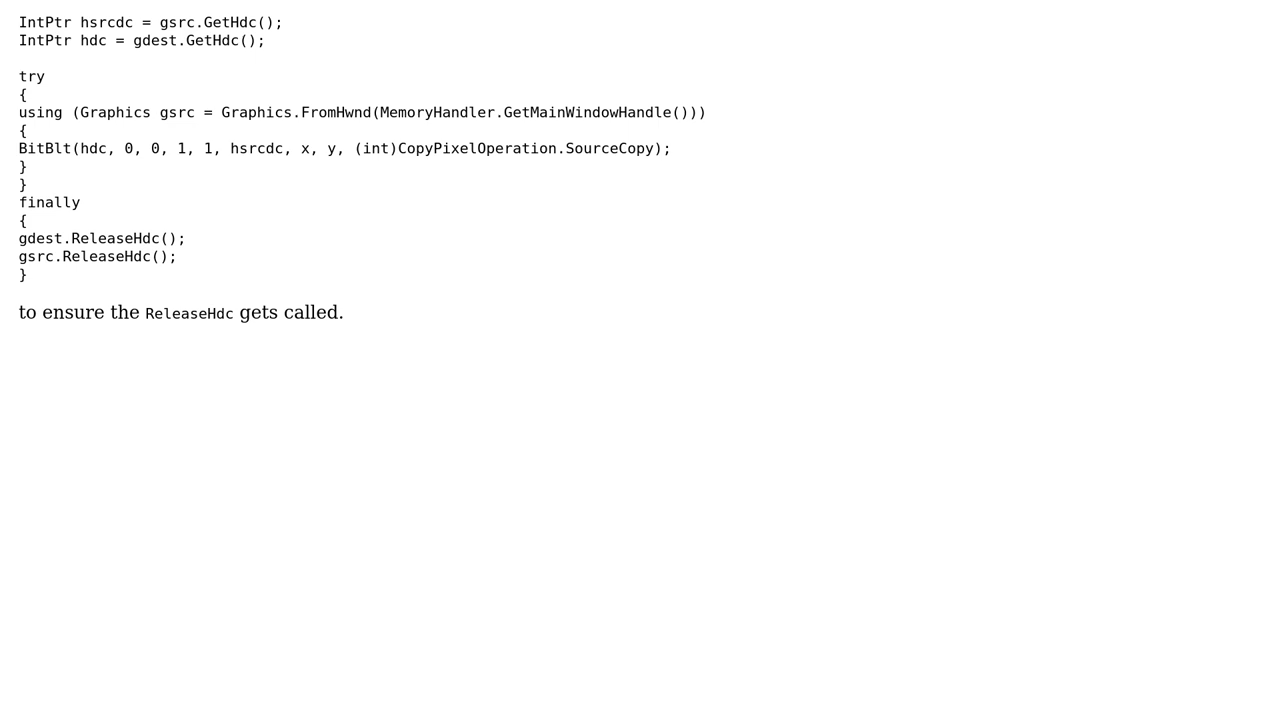 IntPtr hsrcdc = gsrc.GetHdc();
IntPtr hdc = gdest.GetHdc();
try
{
using (Graphics gsrc = Graphics.FromHwnd(MemoryHandler.GetMainWindowHandle()))
{
BitBlt(hdc, 0, 0, 1, 1, hsrcdc, x, y, (int)CopyPixelOperation.SourceCopy);
}
}
finally
{
gdest.ReleaseHdc();
gsrc.ReleaseHdc();
}
to ensure the ReleaseHdc gets called.